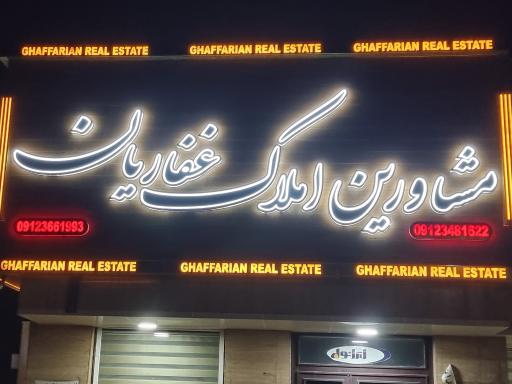 GHAFFARIAN REAL ESTATE GHAFFARIAN REAL ESTATE GHAFFARIAN REAL ESTATE
مشاورین املاک غفاریان
09123661993 09123481622
GHAFFARIAN REAL ESTATE GHAFFARIAN REAL ESTATE GHAFFARIAN REAL ESTATE